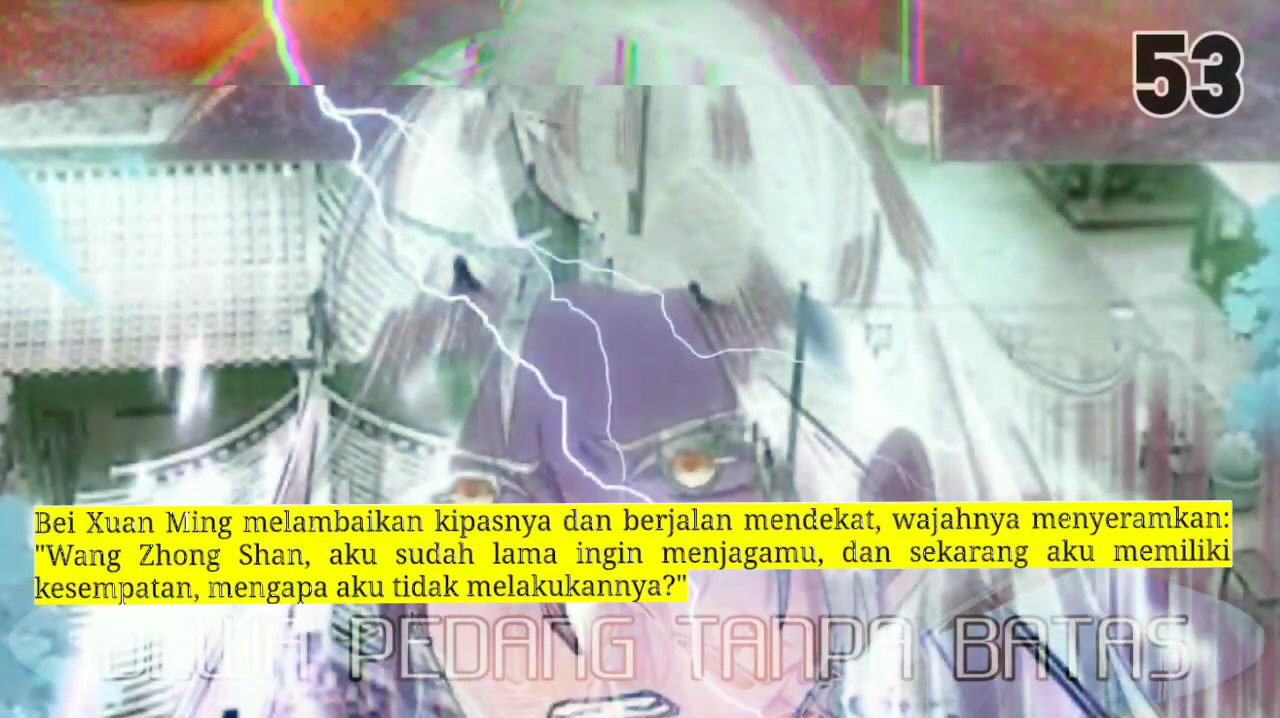 53
Bei Xuan Ming melambaikan kipasnya dan berjalan mendekat, wajahnya menyeramkan:
"Wang Zhong Shan, aku sudah lama ingin menjagamu, dan sekarang aku memiliki
kesempatan, mengapa aku tidak melakukannya?"
PEDANG TANPA BATAS